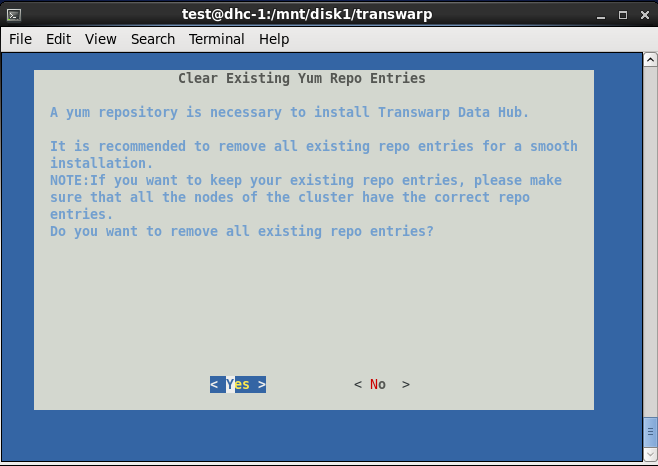 test@dhc-1:/mnt/disk1/transwarp
File Edit View Search Terminal Help
Clear Existing Yum Repo Entries
A yum repository is necessary to install Transwarp Data Hub.
It is recommended to remove all existing repo entries for a smooth
installation.
NOTE:If you want to keep your existing repo entries, please make
sure that all the nodes of the cluster have the correct repo
entries.
Do you want to remove all existing repo entries?
< Yes > < No >